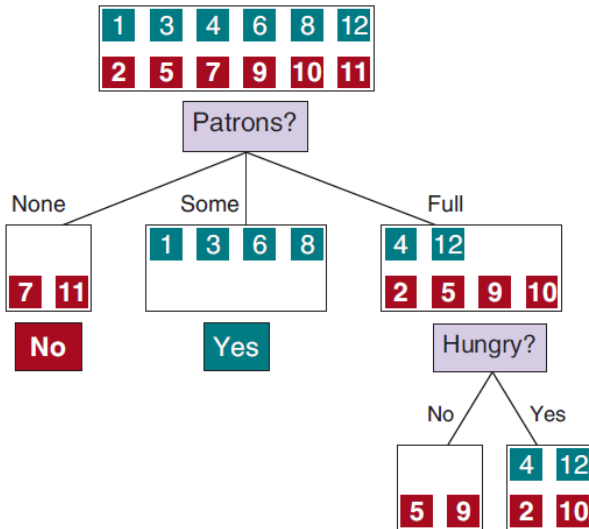 1 3 4 6 8 12
2 5 7 9 10 11
Patrons?
None Some Full
1 3 6 8 4 12
7 11 2 5 9 10
No Yes Hungry?
No Yes
4 12
5 9 2 10